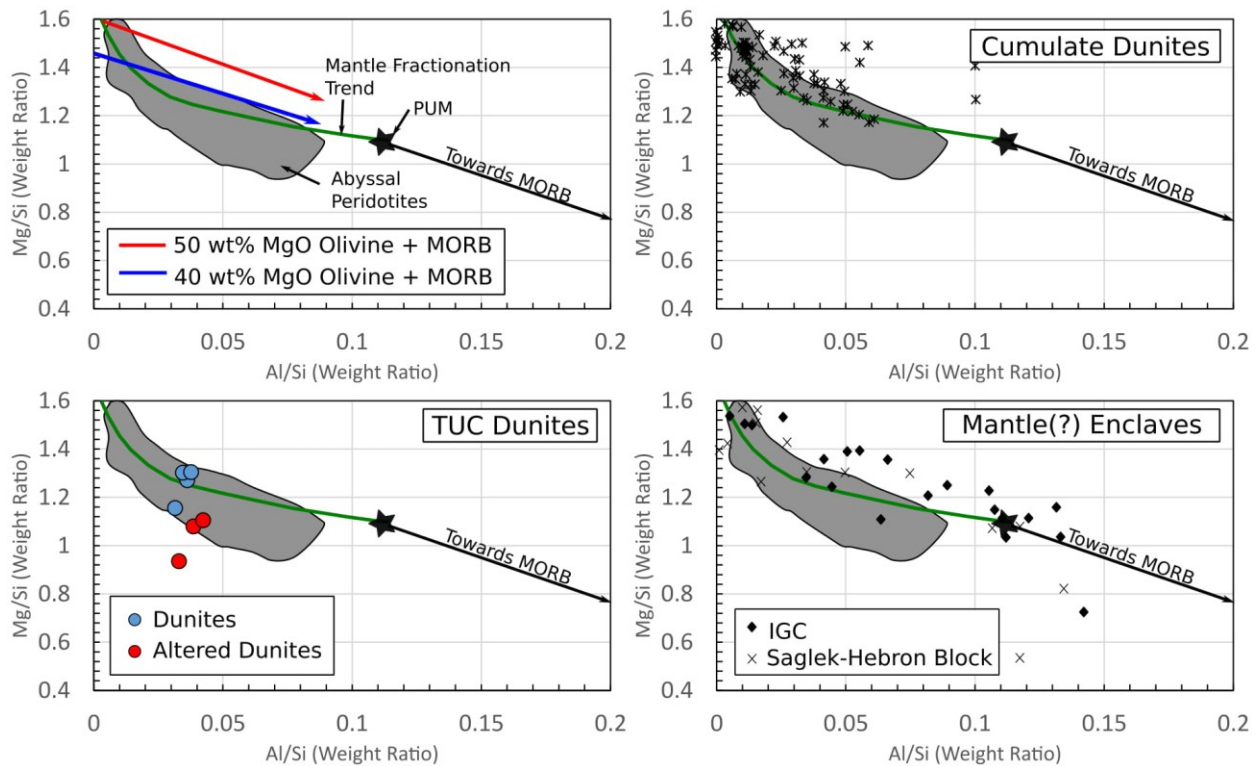 1.6
1.4
1.2
1
0.8
0.6
0.4
Mg/Si (Weight Ratio)
0
0.05
0.1
0.15
0.2
Al/Si (Weight Ratio)
Mantle Fractionation
Trend
PUM
Towards MORB
Abyssal
Peridotites
50 wt% MgO Olivine + MORB
40 wt% MgO Olivine + MORB
1.6
1.4
1.2
1
0.8
0.6
0.4
Mg/Si (Weight Ratio)
0
0.05
0.1
0.15
0.2
Al/Si (Weight Ratio)
Cumulate Dunites
Towards MORB
1.6
1.4
1.2
1
0.8
0.6
0.4
Mg/Si (Weight Ratio)
0
0.05
0.1
0.15
0.2
Al/Si (Weight Ratio)
TUC Dunites
Towards MORB
Dunites
Altered Dunites
1.6
1.4
1.2
1
0.8
0.6
0.4
Mg/Si (Weight Ratio)
0
0.05
0.1
0.15
0.2
Al/Si (Weight Ratio)
Mantle(?) Enclaves
Towards MORB
IGC
Saglek-Hebron Block